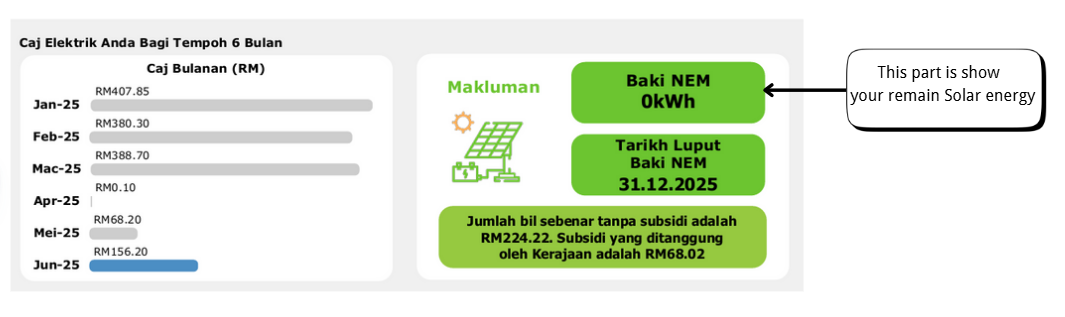 Caj Elektrik Anda Bagi Tempoh 6 Bulan
Caj Bulanan (RM)
RM407.85
Jan-25
RM380.30
Feb-25
RM388.70
Mac-25
RM0.10
Apr-25
RM68.20
Mei-25
RM156.20
Jun-25
Makluman
Baki NEM
0kWh
Tarikh Luput
Baki NEM
31.12.2025
Jumlah bil sebenar tanpa subsidi adalah
RM224.22. Subsidi yang ditanggung
oleh Kerajaan adalah RM68.02
This part is show
your remain Solar energy